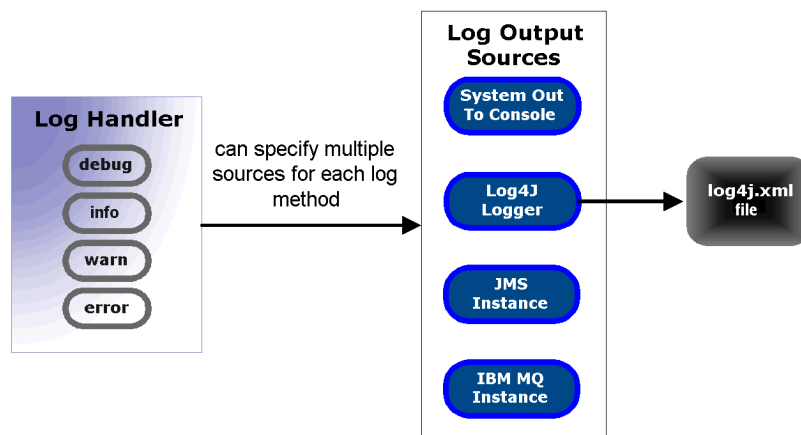 Log Handler
debug
info
warn
error
can specify multiple
sources for each log
method
Log Output
Sources
System Out
To Console
Log4J
Logger
JMS
Instance
IBM MQ
Instance
log4j.xml
file